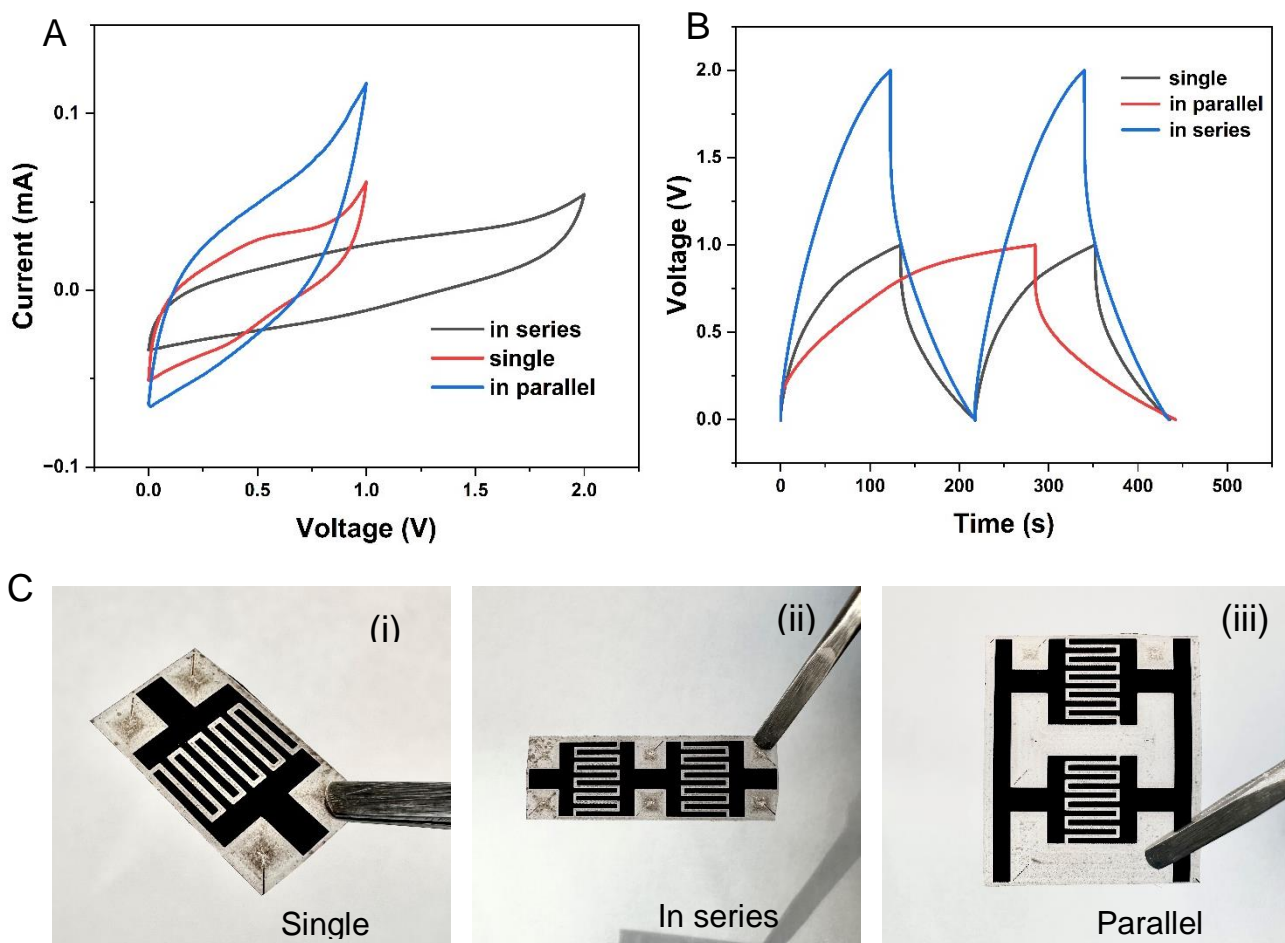 A
0.1
0.0
−0.1
Current (mA)
in series
single
in parallel
0.0 0.5 1.0 1.5 2.0
Voltage (V)
B
2.0
1.5
1.0
0.5
0.0
Voltage (V)
single
in parallel
in series
0 100 200 300 400 500
Time (s)
C
(i)
Single
(ii)
In series
(iii)
Parallel